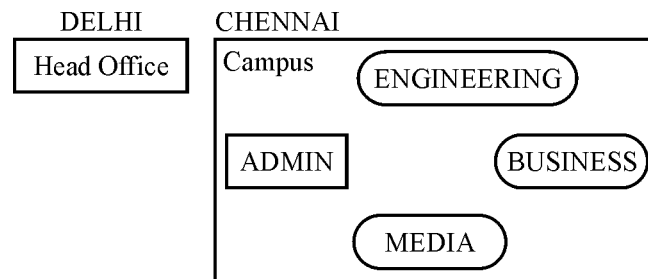 DELHI
CHENNAI
Head Office
Campus
ENGINEERING
ADMIN
BUSINESS
MEDIA